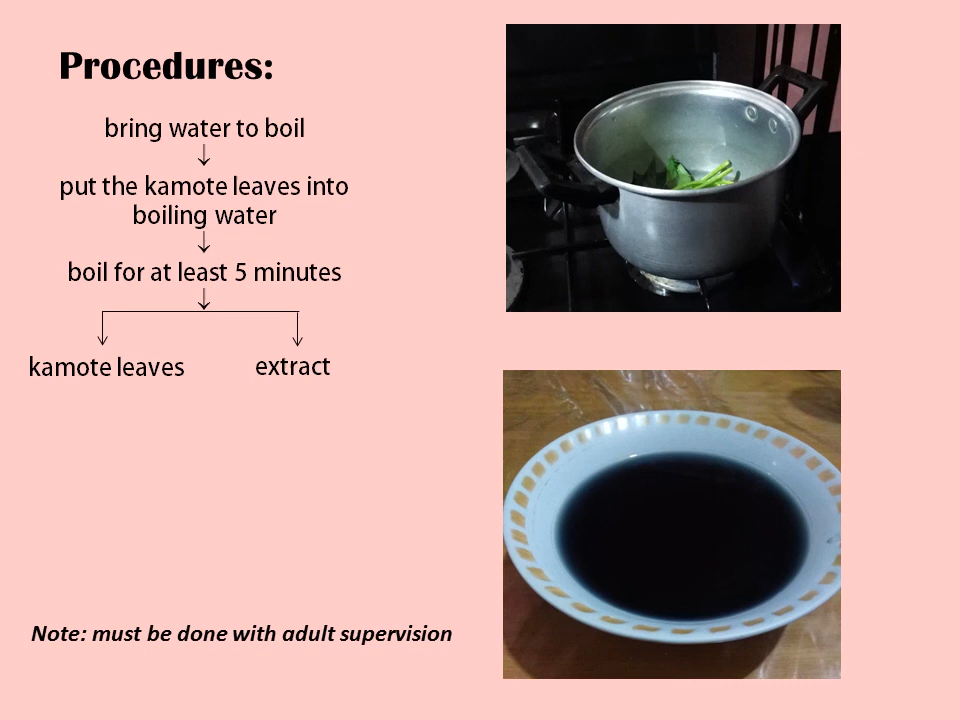 Procedures:
bring water to boil
put the kamote leaves into
boiling water
boil for at least 5 minutes
kamote leaves
extract
Note: must be done with adult supervision